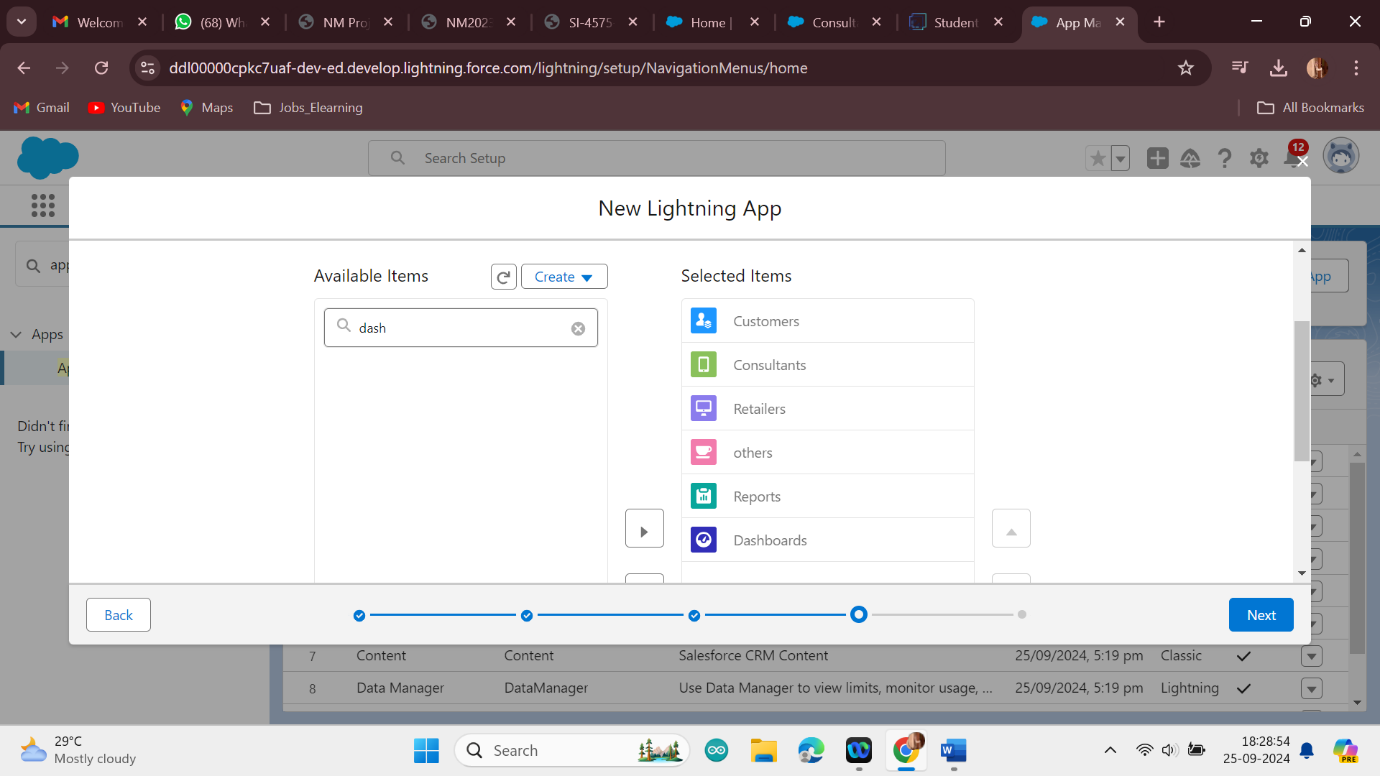 Welcom
(68) Wha
NM Pro
NM202
SI-4575
Home |
Consult
Student
App Ma
ddl00000cpkc7uaf-dev-ed.develop.lightning.force.com/lightning/setup/NavigationMenus/home
Gmail YouTube Maps Jobs_Elearning All Bookmarks
Search Setup
12
New Lightning App
app
App
Available Items
Create
Selected Items
dash
Customers
Consultants
Retailers
others
Reports
Dashboards
Apps
Ap
Didn't fin
Try using
Back
Next
7 Content Content Salesforce CRM Content 25/09/2024, 5:19 pm Classic
8 Data Manager DataManager Use Data Manager to view limits, monitor usage, ... 25/09/2024, 5:19 pm Lightning
29°C
Mostly cloudy
Search
PRE
18:28:54
25-09-2024